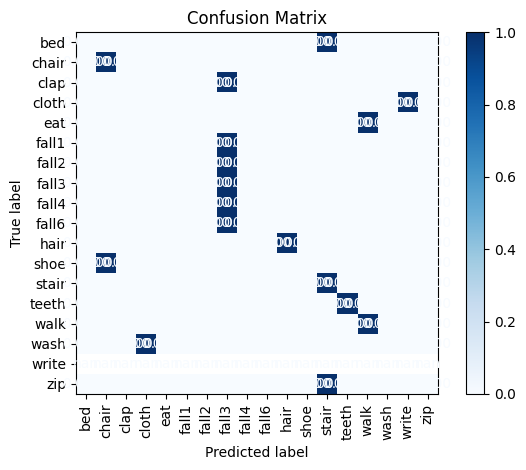 Confusion Matrix
bed
chair
clap
cloth
eat
fall1
fall2
fall3
fall4
fall6
hair
shoe
stair
teeth
walk
wash
write
zip
True label
bed
chair
clap
cloth
eat
fall1
fall2
fall3
fall4
fall6
hair
shoe
stair
teeth
walk
wash
write
zip
Predicted label
1.0
0.8
0.6
0.4
0.2
0.0